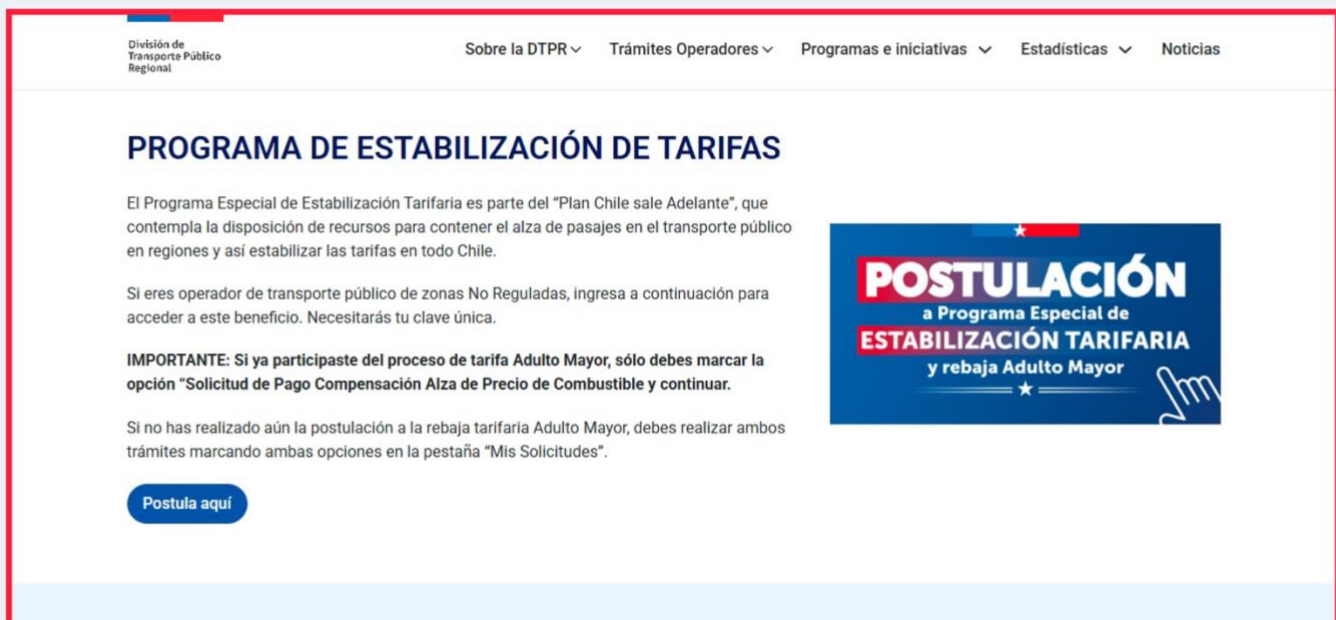 División de
Transporte Público
Regional
Sobre la DTPR
Trámites Operadores
Programas e iniciativas
Estadísticas
Noticias
PROGRAMA DE ESTABILIZACIÓN DE TARIFAS
El Programa Especial de Estabilización Tarifaria es parte del “Plan Chile sale Adelante”, que
contempla la disposición de recursos para contener el alza de pasajes en el transporte público
en regiones y así estabilizar las tarifas en todo Chile.
Si eres operador de transporte público de zonas No Reguladas, ingresa a continuación para
acceder a este beneficio. Necesitarás tu clave única.
IMPORTANTE: Si ya participaste del proceso de tarifa Adulto Mayor, sólo debes marcar la
opción “Solicitud de Pago Compensación Alza de Precio de Combustible y continuar.
Si no has realizado aún la postulación a la rebaja tarifaria Adulto Mayor, debes realizar ambos
trámites marcando ambas opciones en la pestaña “Mis Solicitudes”.
Postula aquí
POSTULACIÓN
a Programa Especial de
ESTABILIZACIÓN TARIFARIA
y rebaja Adulto Mayor